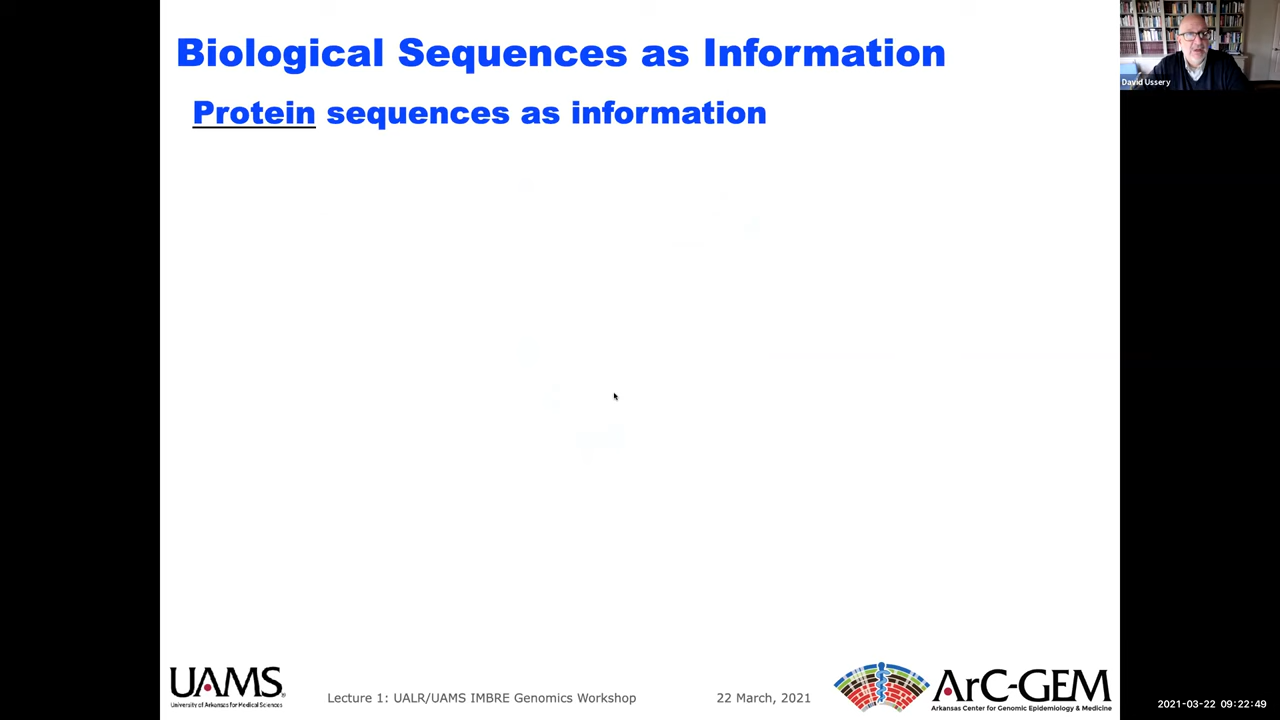 Biological Sequences as Information
Protein sequences as information
David Ussery
UAMS
University of Arkansas for Medical Sciences
Lecture 1: UALR/UAMS IMBRE Genomics Workshop
22 March, 2021
ArC-GEM
Arkansas Center for Genomic Epidemiology & Medicine
2021-03-22 09:22:49